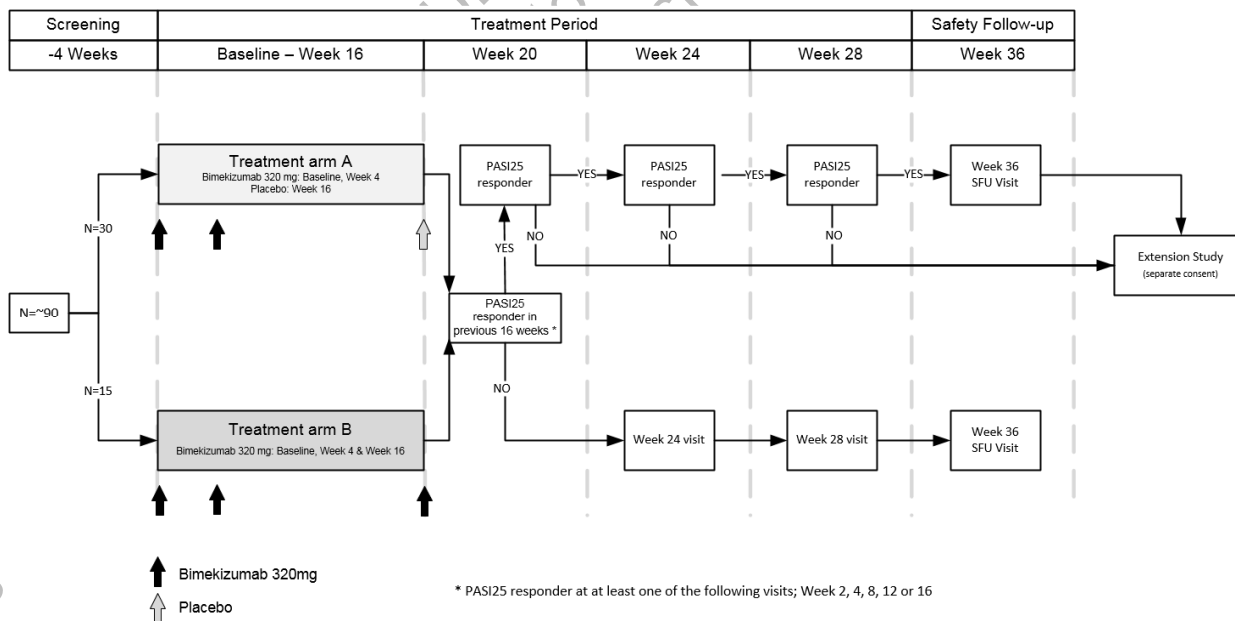 Screening
Treatment Period
Safety Follow-up
-4 Weeks
Baseline – Week 16
Week 20
Week 24
Week 28
Week 36
Treatment arm A
Bimekizumab 320 mg: Baseline, Week 4
Placebo: Week 16
PASI25
responder
YES
PASI25
responder
YES
PASI25
responder
YES
Week 36
SFU Visit
N=30
NO
NO
NO
YES
Extension Study
(separate consent)
N=~90
PASI25
responder in
previous 16 weeks *
N=15
NO
Treatment arm B
Bimekizumab 320 mg: Baseline, Week 4 & Week 16
Week 24 visit
Week 28 visit
Week 36
SFU Visit
Bimekizumab 320mg
* PASI25 responder at at least one of the following visits; Week 2, 4, 8, 12 or 16
Placebo